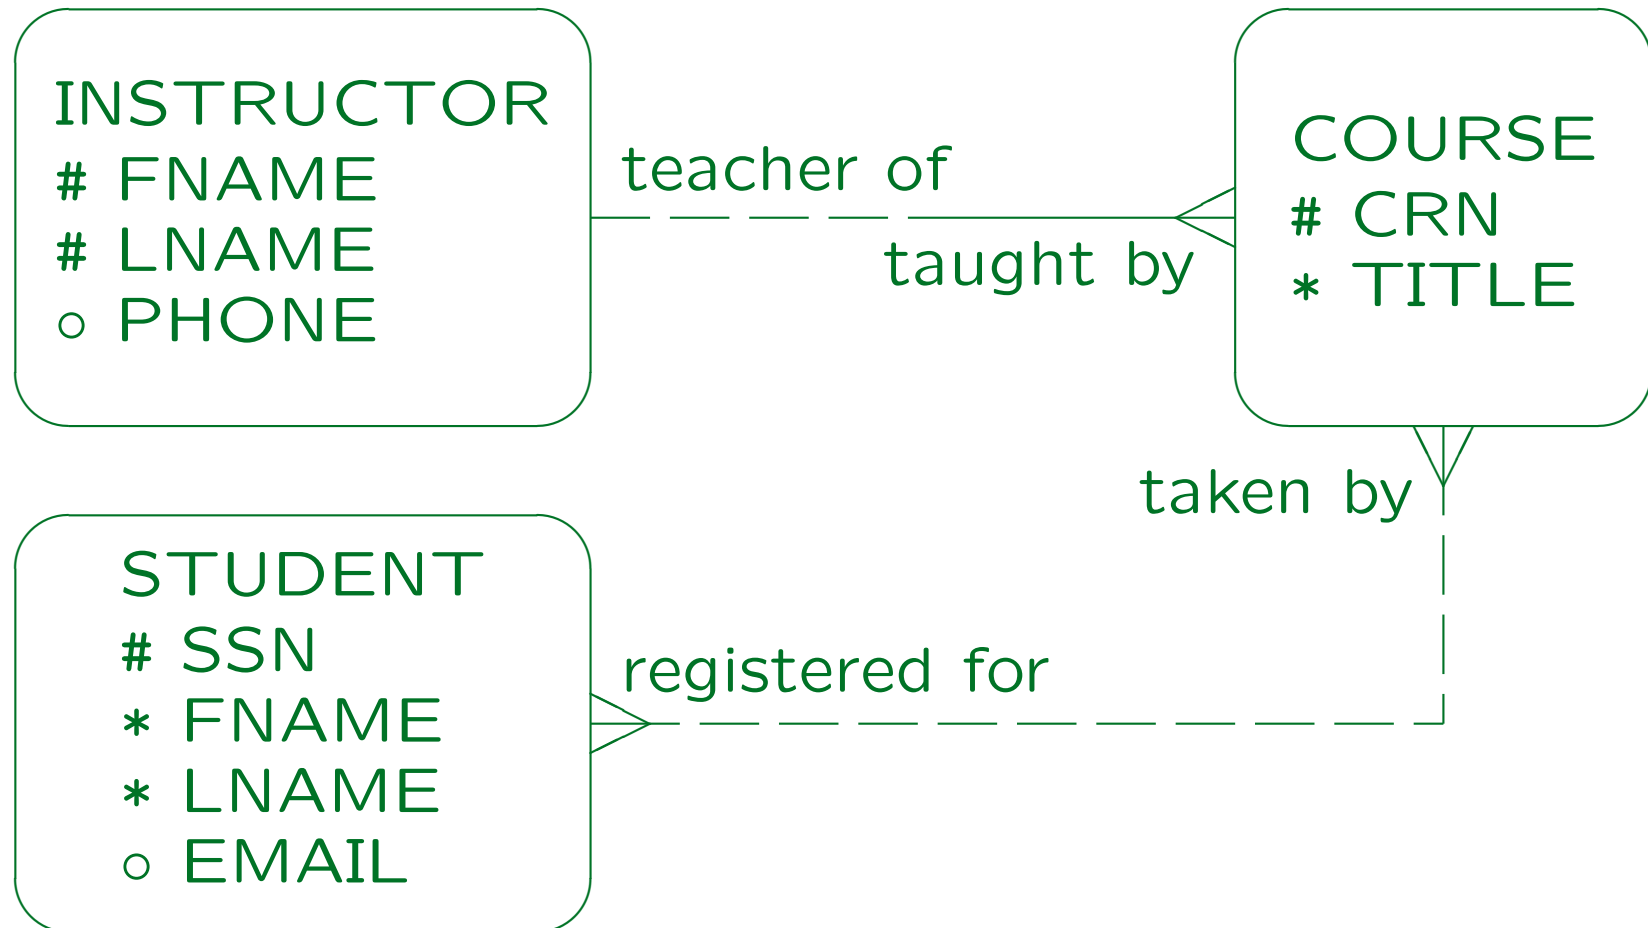 INSTRUCTOR
# FNAME
# LNAME
○ PHONE
teacher of
taught by
COURSE
# CRN
* TITLE
taken by
STUDENT
# SSN
* FNAME
* LNAME
○ EMAIL
registered for